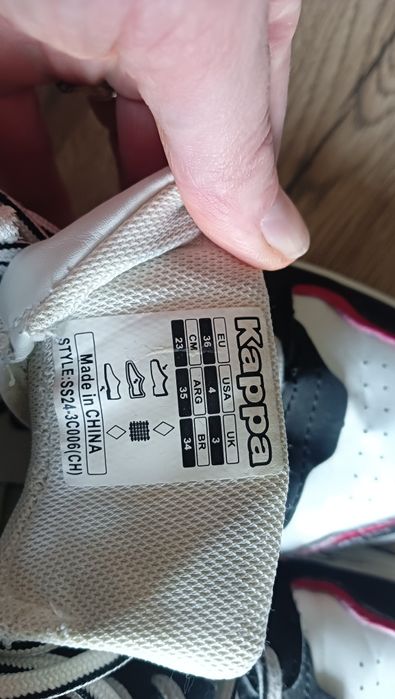 Kappa
EU USA UK
36 4 3
CM ARG BR
23 35 34
Made in CHINA
STYLE:SS24-3C006(CH)